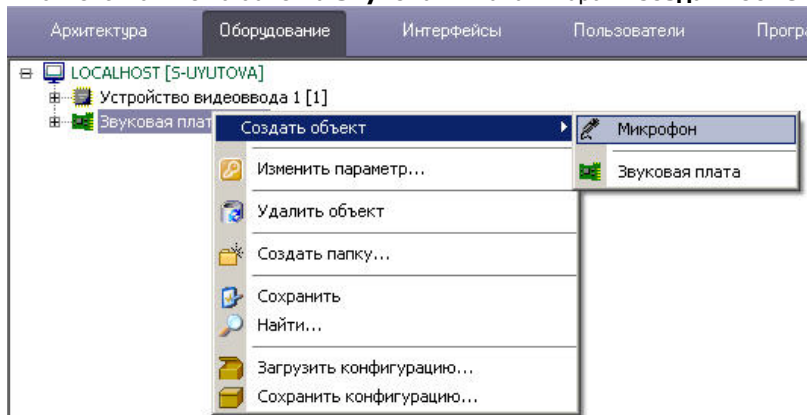 Архитектура Оборудование Интерфейсы Пользователи
LOCALHOST [S-UYUTOVA]
Устройство видеоввода 1 [1]
Звуковая
Создать объект
Микрофон
Звуковая плата
Изменить параметр...
Удалить объект
Создать папку...
Сохранить
Найти...
Загрузить конфигурацию...
Сохранить конфигурацию...